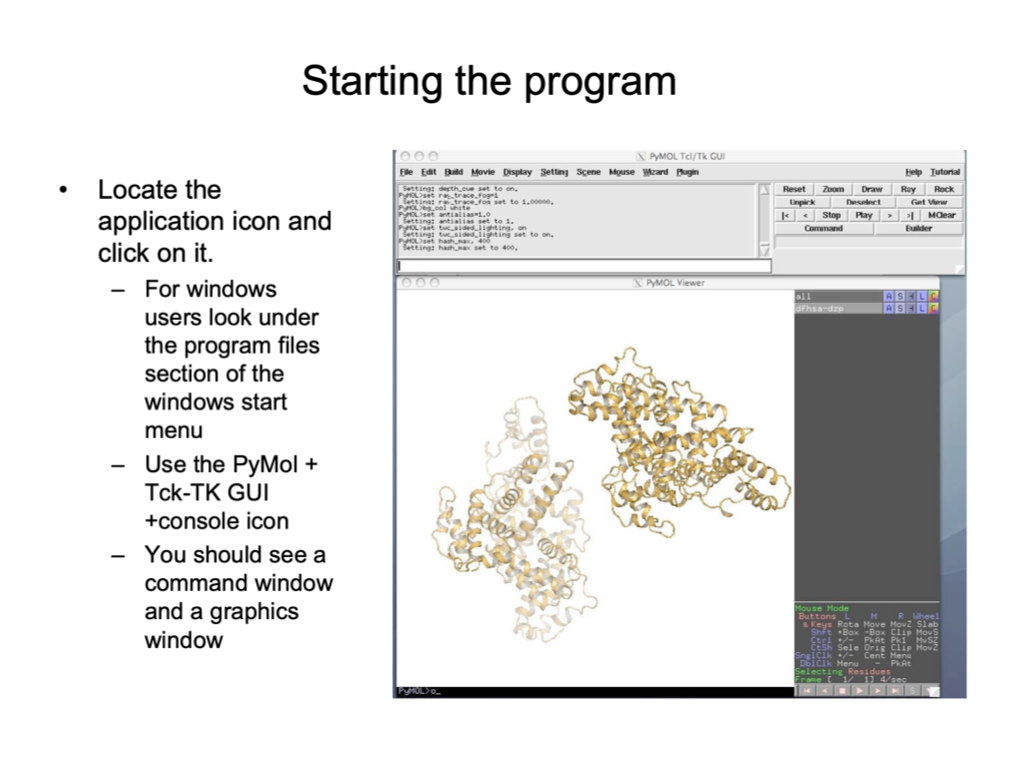 Starting the program
• Locate the
application icon and
click on it.
– For windows
users look under
the program files
section of the
windows start
menu
– Use the PyMol +
Tck-TK GUI
+console icon
– You should see a
command window
and a graphics
window
X PyMOL Tcl/Tk GUI
File Edit Build Movie Display Setting Scene Mouse Wizard Plugin Help Tutorial
Setting: depth_cue set to on.
PyMOL>set ray_trace_fog=1
Setting: ray_trace_fog set to 1.00000.
PyMOL>bg_col white
PyMOL>set antialias=1.0
Setting: antialias set to 1.
PyMOL>set two_sided_lighting, on
Setting: two_sided_lighting set to on.
PyMOL>set hash_max, 400
Setting: hash_max set to 400.
Reset Zoom Draw Ray Rock
Unpick Deselect Get View
|< < Stop Play > >| MClear
Command Builder
X PyMOL Viewer
all A S H L C
dfhsa-dzp A S H L C
Mouse Mode
Buttons L M R Wheel
& Keys Rota Move MovZ Slab
Shft +Box -Box Clip MovS
Ctrl +/- PkAt Pk1 MvSZ
CtSh Sele Orig Clip MovZ
SnglClk +/- Cent Menu
DblClk Menu - PkAt
Selecting Residues
Frame [ 1/ 1] 4/sec
PyMOL>o_